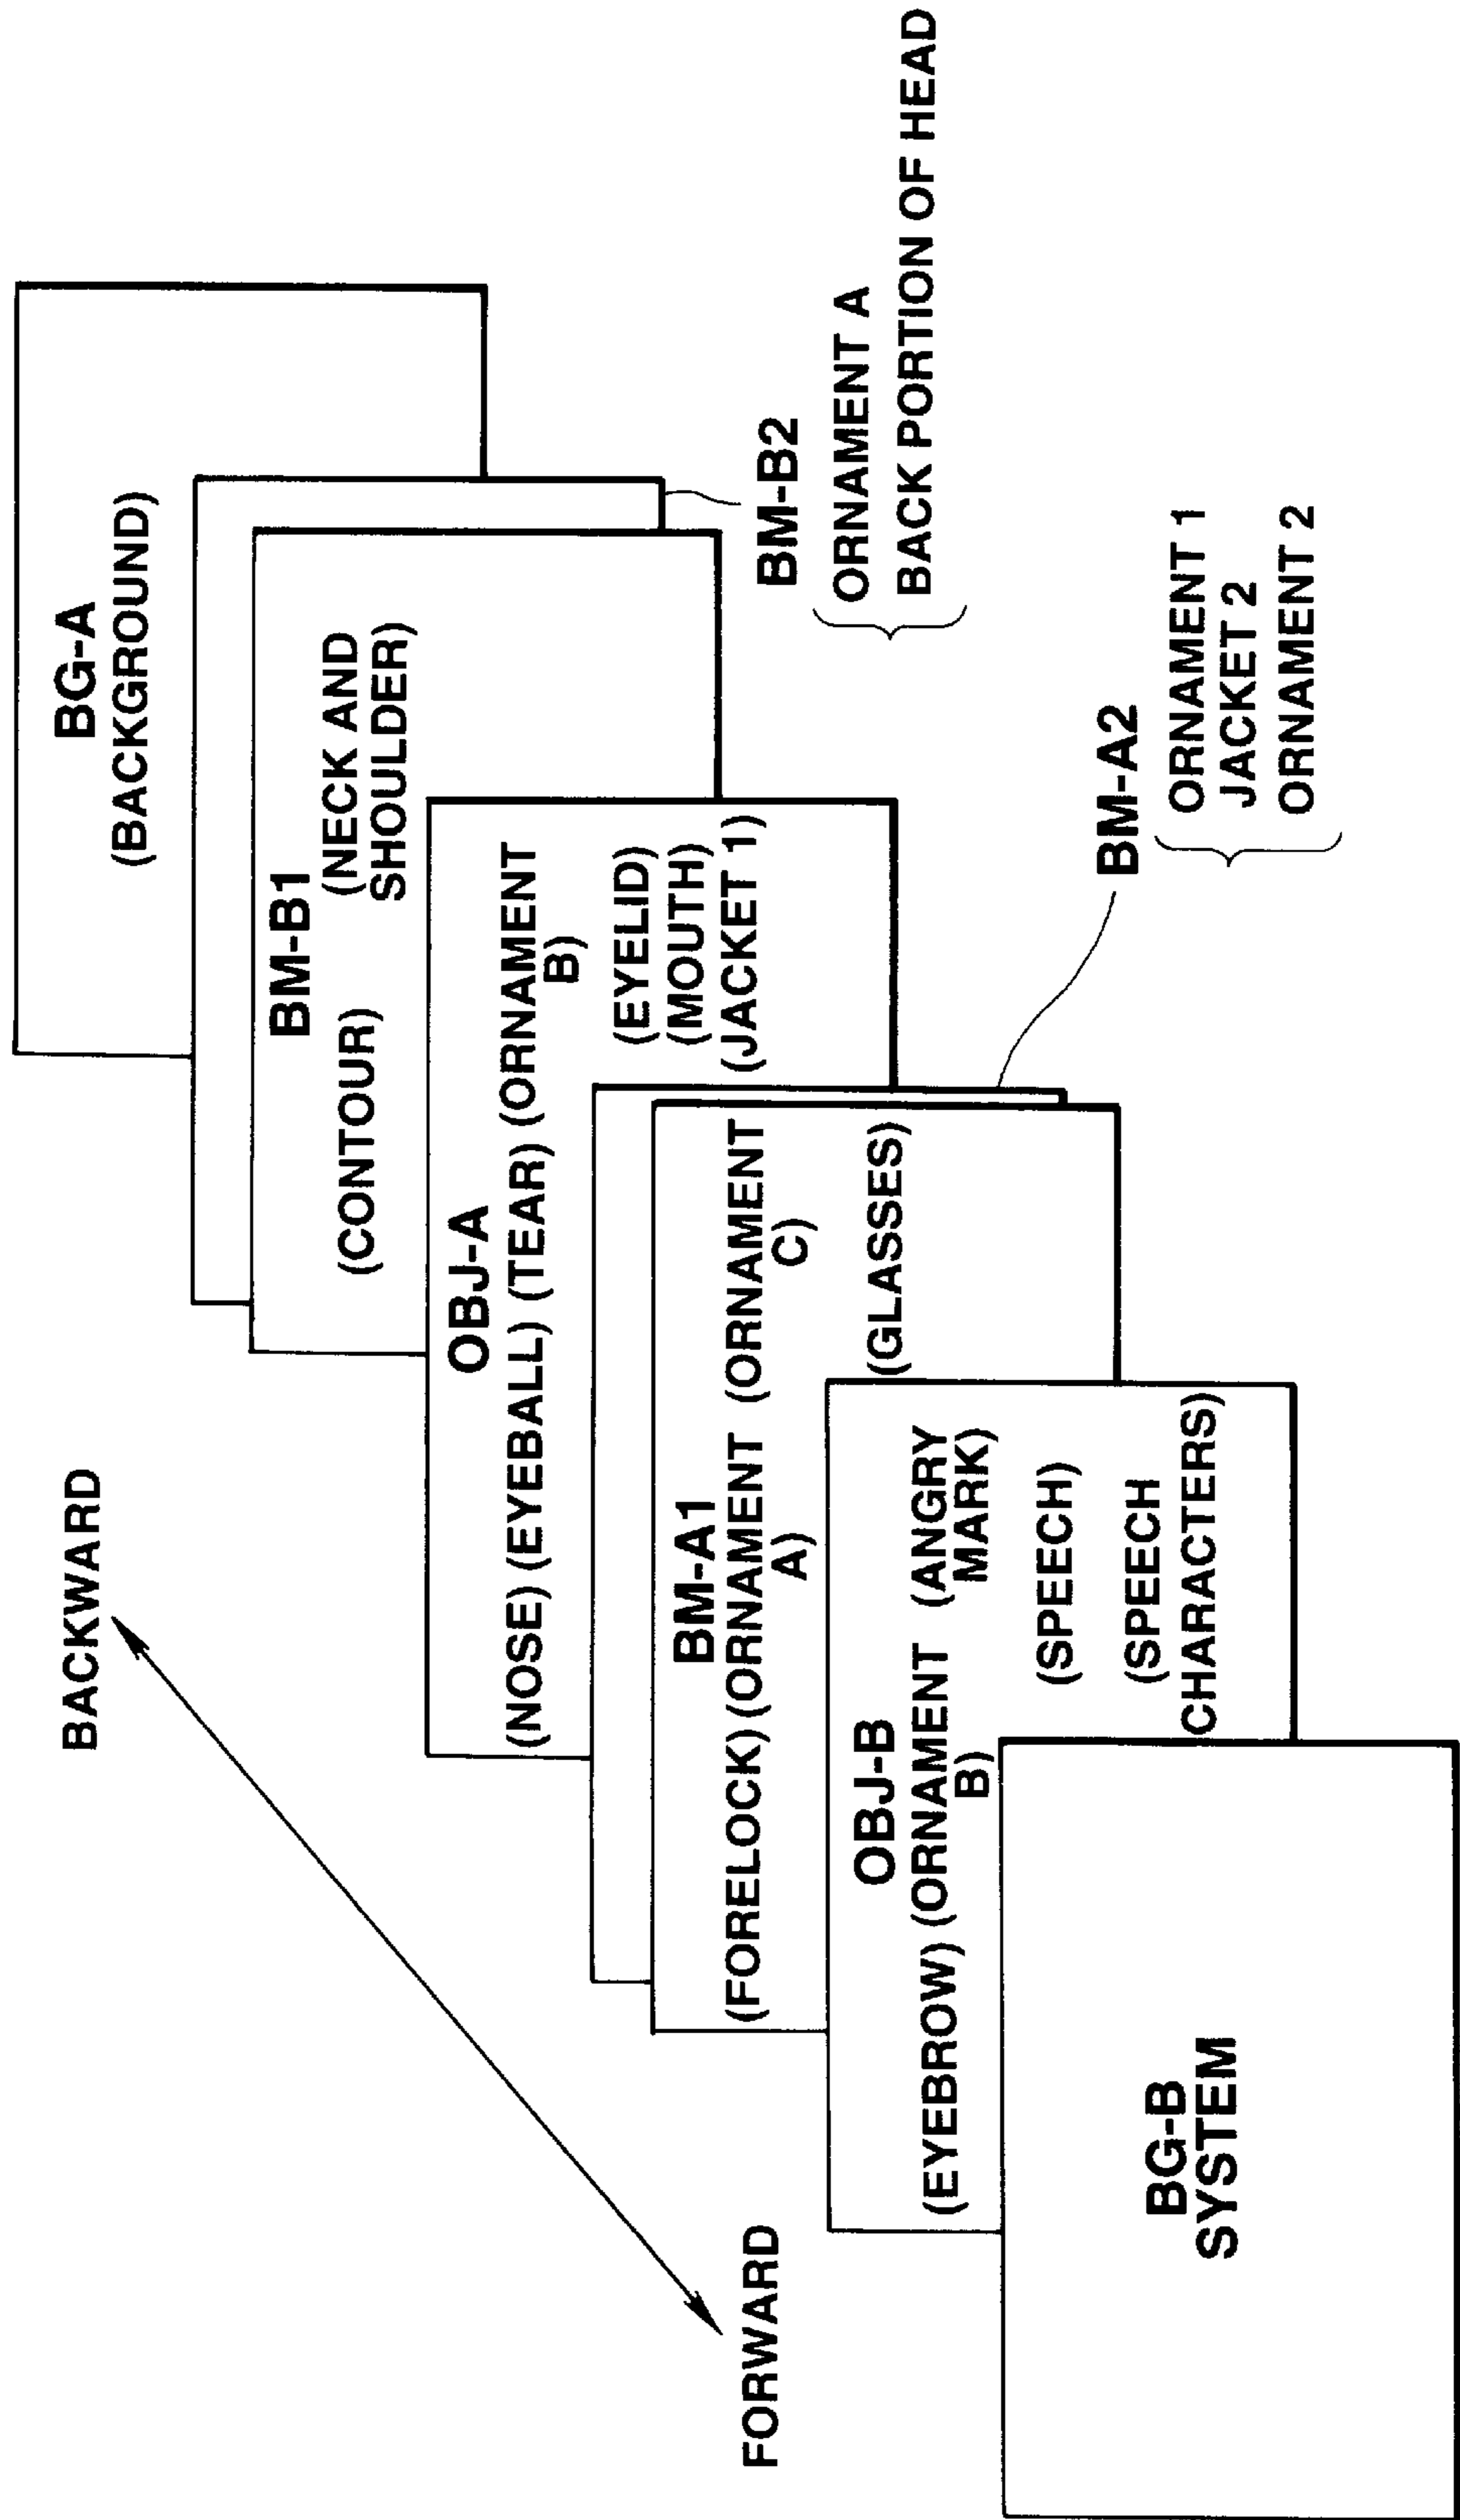 BACKWARD
FORWARD
BG-A
(BACKGROUND)
BM-B1
(CONTOUR) (NECK AND
SHOULDER)
BM-B2
ORNAMENT A
BACK PORTION OF HEAD
OBJ-A
(NOSE) (EYEBALL) (TEAR) (ORNAMENT
B)
(EYELID)
(MOUTH)
(JACKET 1)
BM-A2
ORNAMENT 1
JACKET 2
ORNAMENT 2
BM-A1
(FORELOCK) (ORNAMENT (ORNAMENT
A) C)
(GLASSES)
OBJ-B
(EYEBROW) (ORNAMENT (ANGRY
B) MARK)
(SPEECH)
(SPEECH
CHARACTERS)
BG-B
SYSTEM